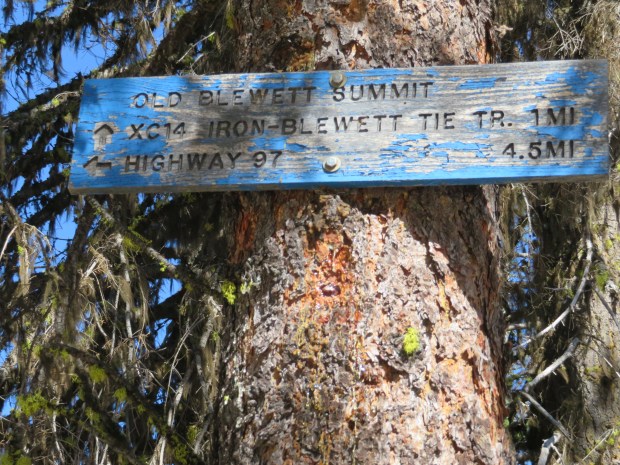 OLD BLEWETT SUMMIT
↑ XC14 IRON-BLEWETT TIE TR. 1MI
← HIGHWAY 97 4.5MI